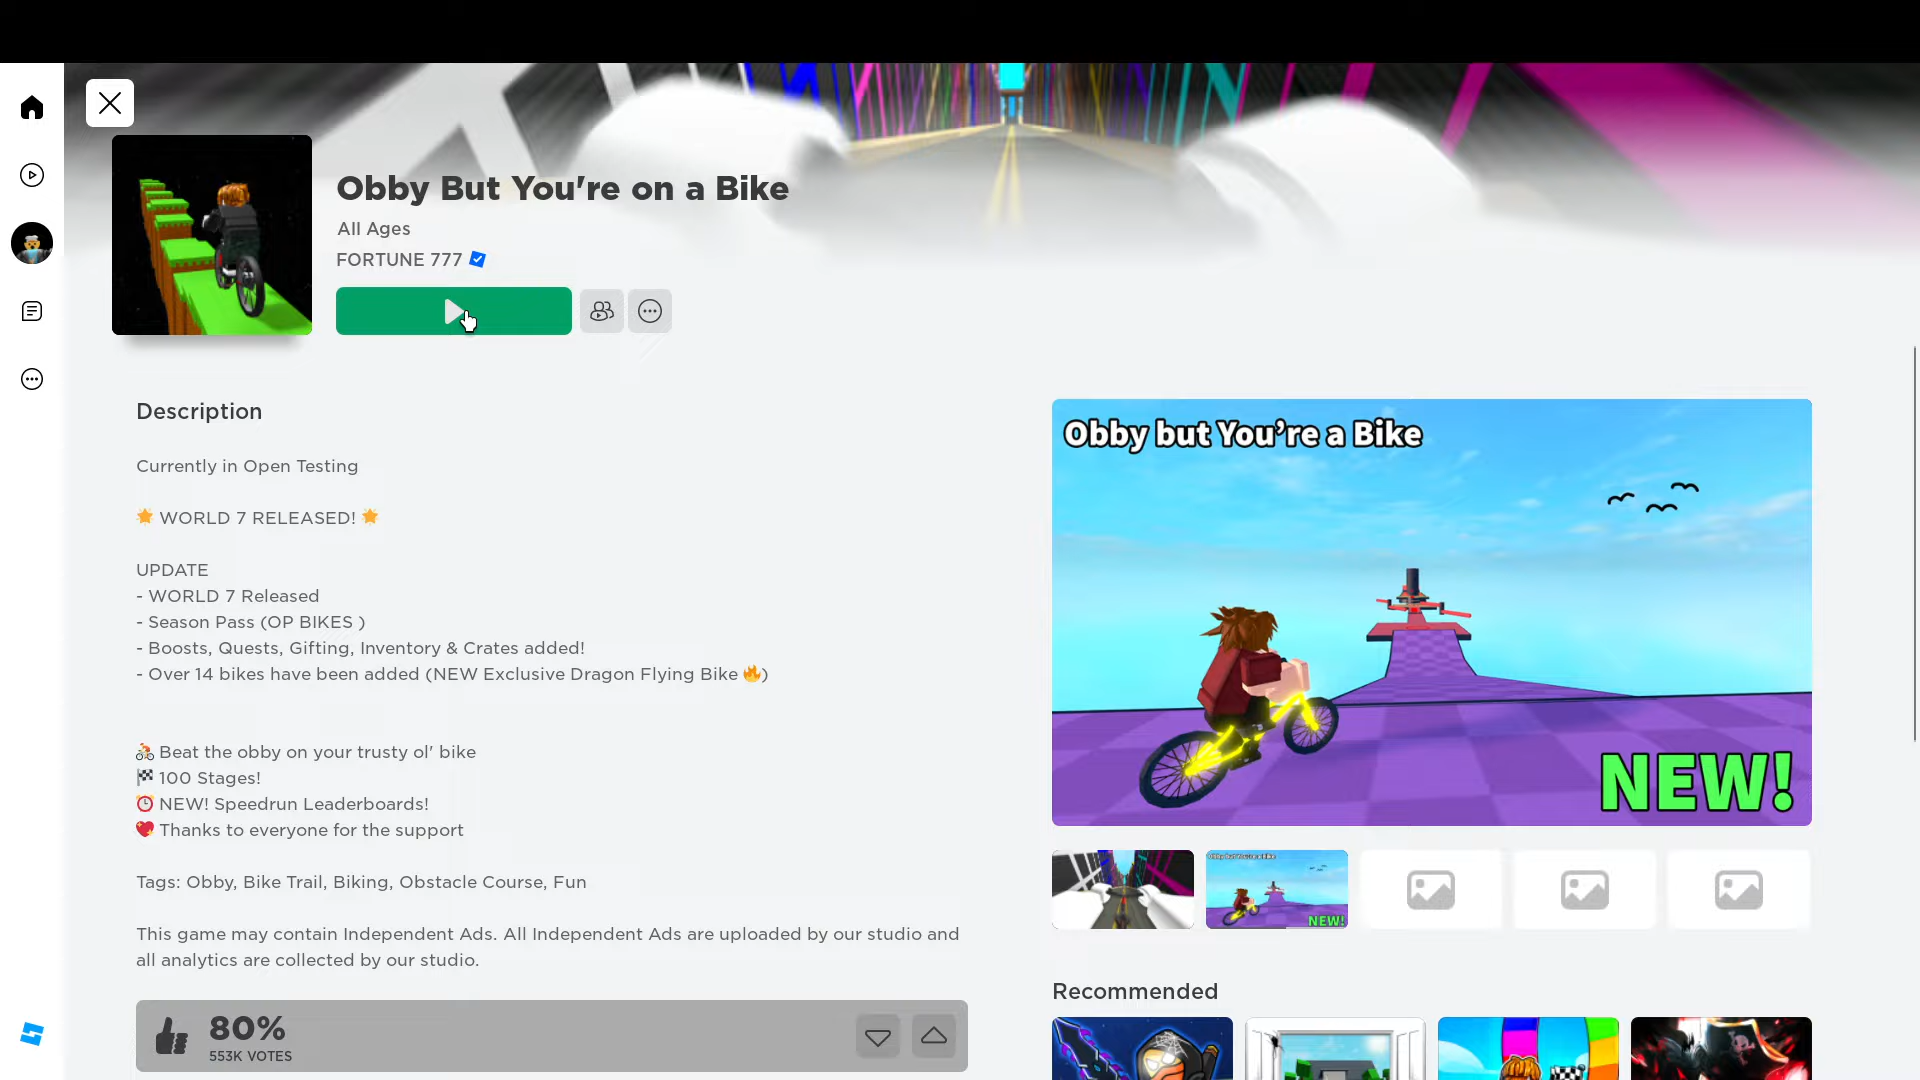 Obby But You're on a Bike
All Ages
FORTUNE 777
Description
Currently in Open Testing
🌟 WORLD 7 RELEASED! 🌟
UPDATE
- WORLD 7 Released
- Season Pass (OP BIKES )
- Boosts, Quests, Gifting, Inventory & Crates added!
- Over 14 bikes have been added (NEW Exclusive Dragon Flying Bike 🔥)
🚴 Beat the obby on your trusty ol' bike
🏁 100 Stages!
⏰ NEW! Speedrun Leaderboards!
💖 Thanks to everyone for the support
Tags: Obby, Bike Trail, Biking, Obstacle Course, Fun
This game may contain Independent Ads. All Independent Ads are uploaded by our studio and
all analytics are collected by our studio.
80%
553K VOTES
Obby but You're a Bike
NEW!
Obby but You're a Bike
NEW!
Recommended